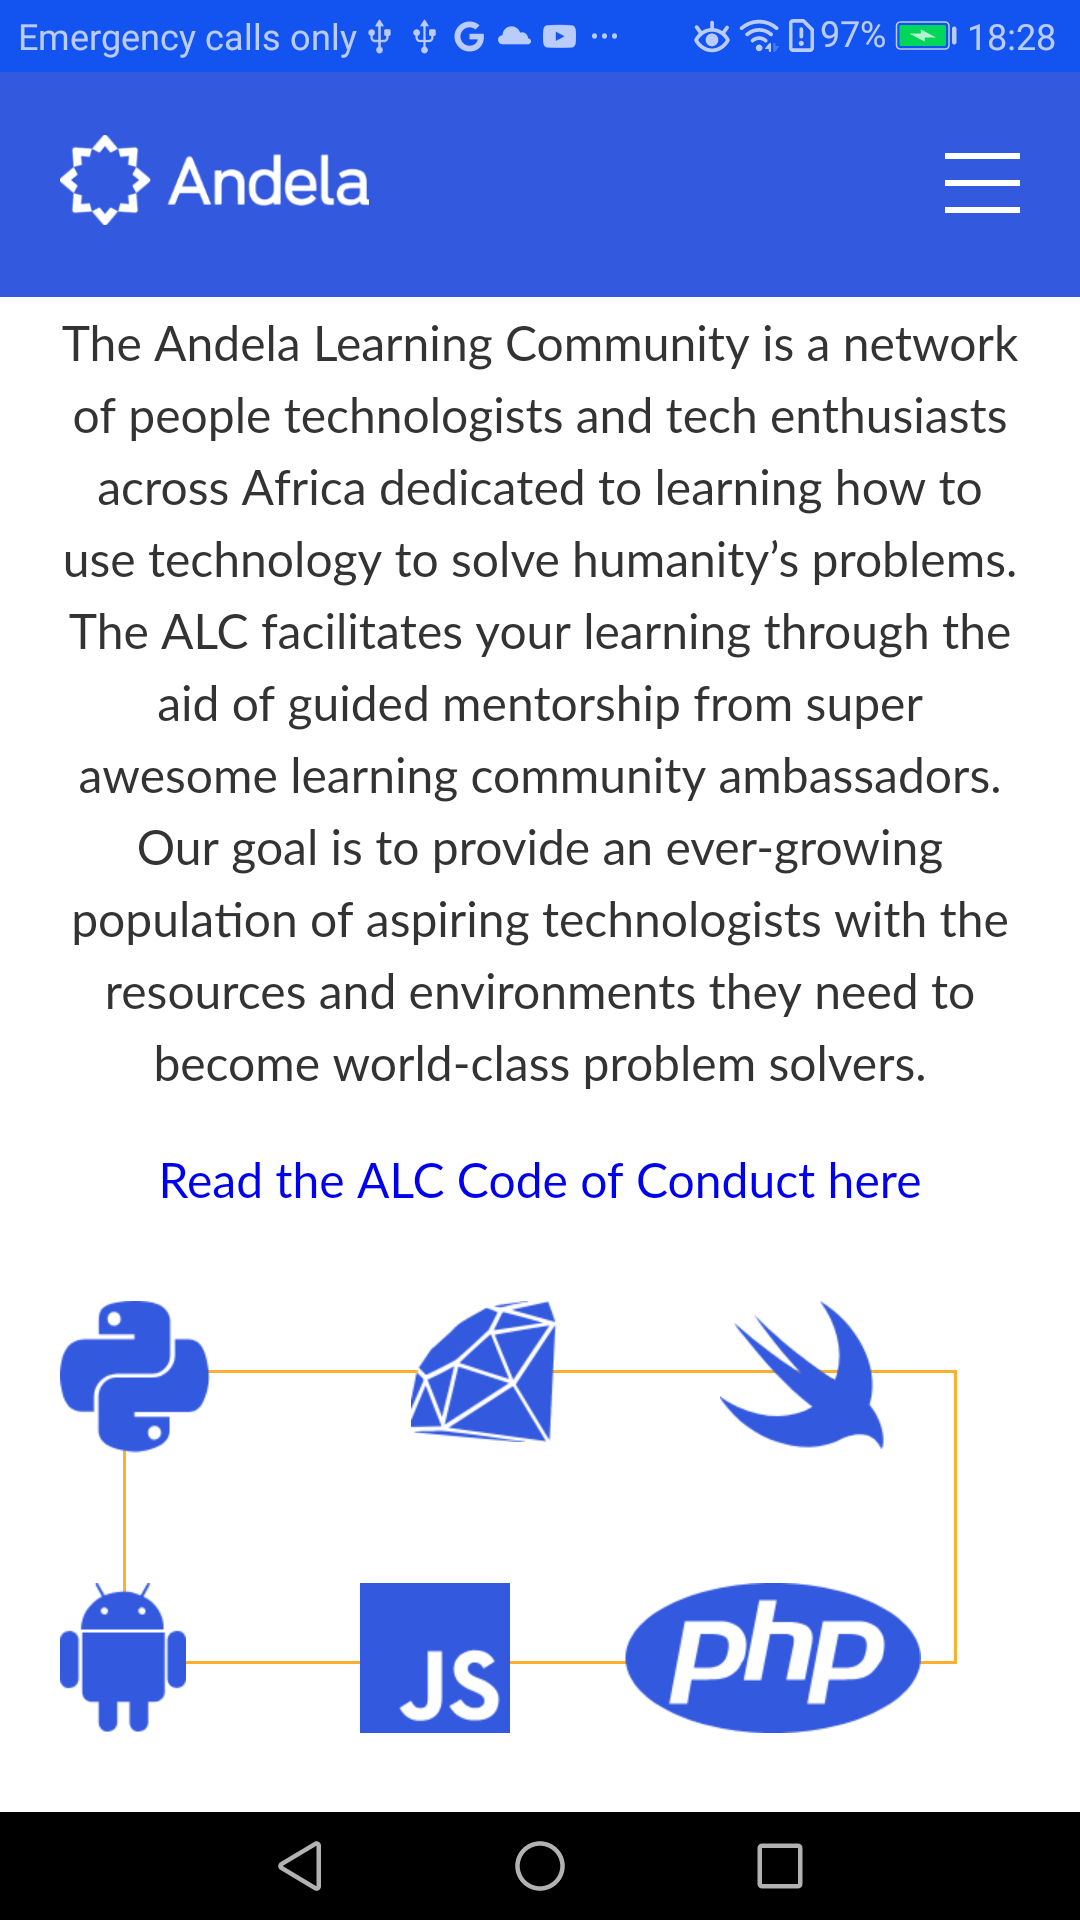 Emergency calls only 97% 18:28
Andela
The Andela Learning Community is a network
of people technologists and tech enthusiasts
across Africa dedicated to learning how to
use technology to solve humanity’s problems.
The ALC facilitates your learning through the
aid of guided mentorship from super
awesome learning community ambassadors.
Our goal is to provide an ever-growing
population of aspiring technologists with the
resources and environments they need to
become world-class problem solvers.
Read the ALC Code of Conduct here
JS php